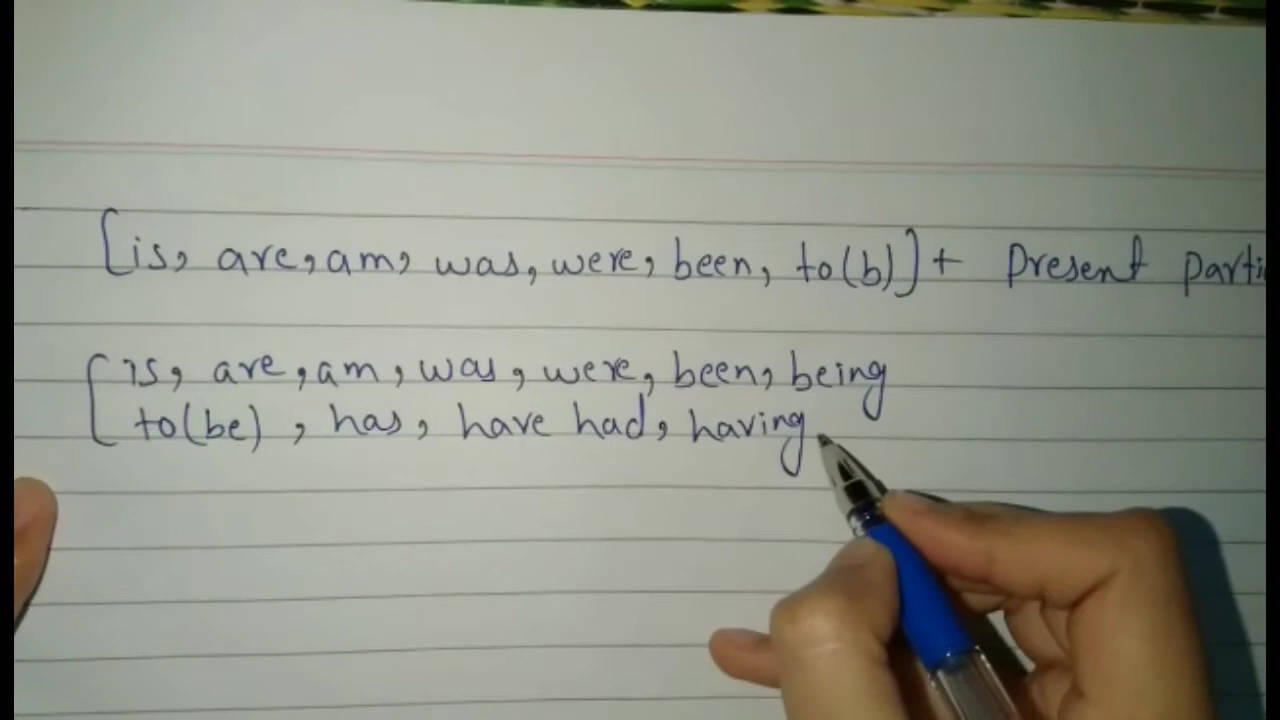 [is, are, am, was, were, been, to(b)] + Present parti
[is, are, am, was, were, been, being
to(be), has, have had, having